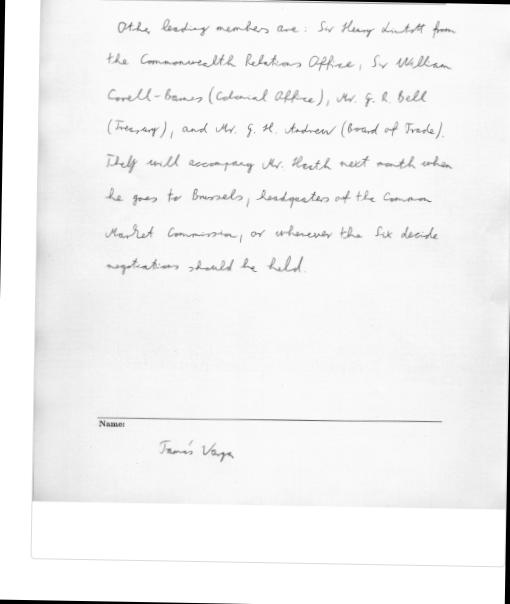 Other leading members are: Sir Henry Lintott from
the Commonwealth Relations Office, Sir William
Gorell-Barnes (Colonial Office), Mr. G. R. Bell
(Treasury), and Mr. G. H. Andrew (Board of Trade).
They will accompany Mr. Heath next month when
he goes to Brussels, headquaters of the Common
Market Commission, or wherever the Six decide
negotiations should be held.
Name:
Tamás Varga